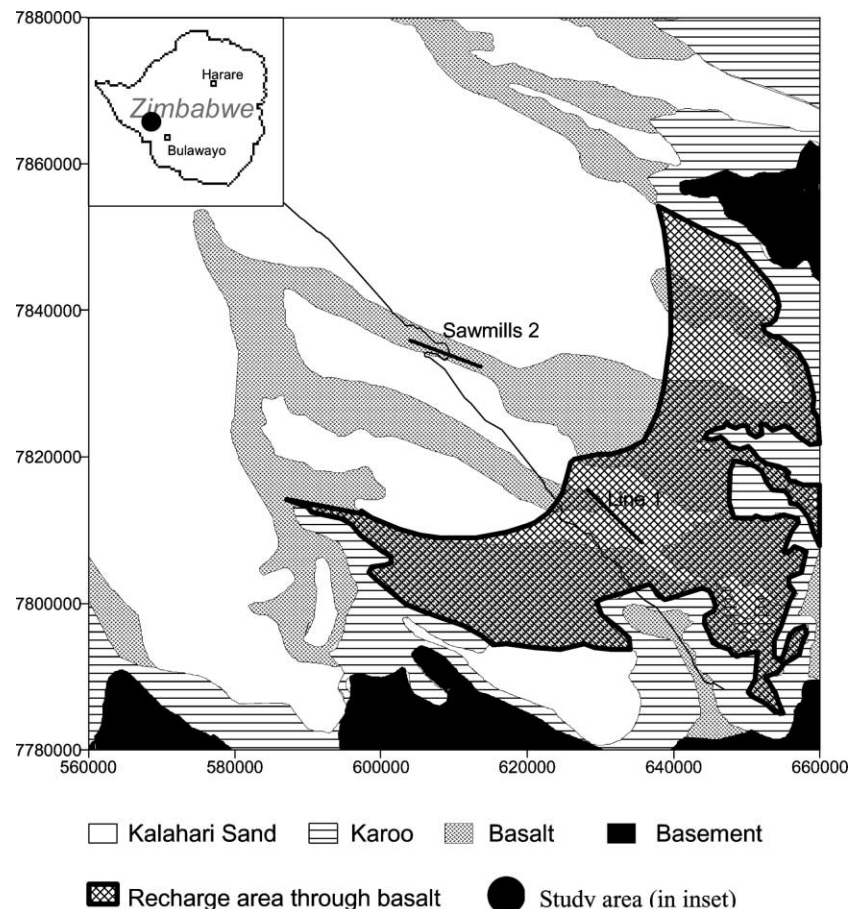 7880000
7860000
7840000
7820000
7800000
7780000
560000 580000 600000 620000 640000 660000
Harare
Zimbabwe
Bulawayo
Sawmills 2
Line 1
Kalahari Sand Karoo Basalt Basement
Recharge area through basalt Study area (in inset)